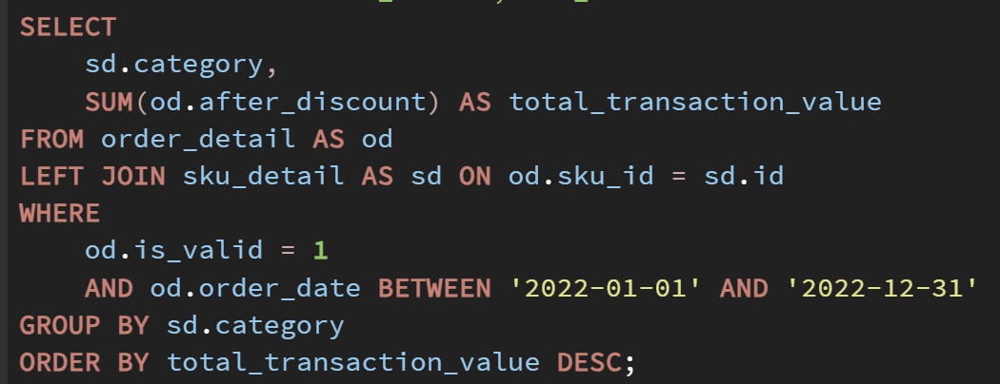 SELECT
    sd.category,
    SUM(od.after_discount) AS total_transaction_value
FROM order_detail AS od
LEFT JOIN sku_detail AS sd ON od.sku_id = sd.id
WHERE
    od.is_valid = 1
    AND od.order_date BETWEEN '2022-01-01' AND '2022-12-31'
GROUP BY sd.category
ORDER BY total_transaction_value DESC;